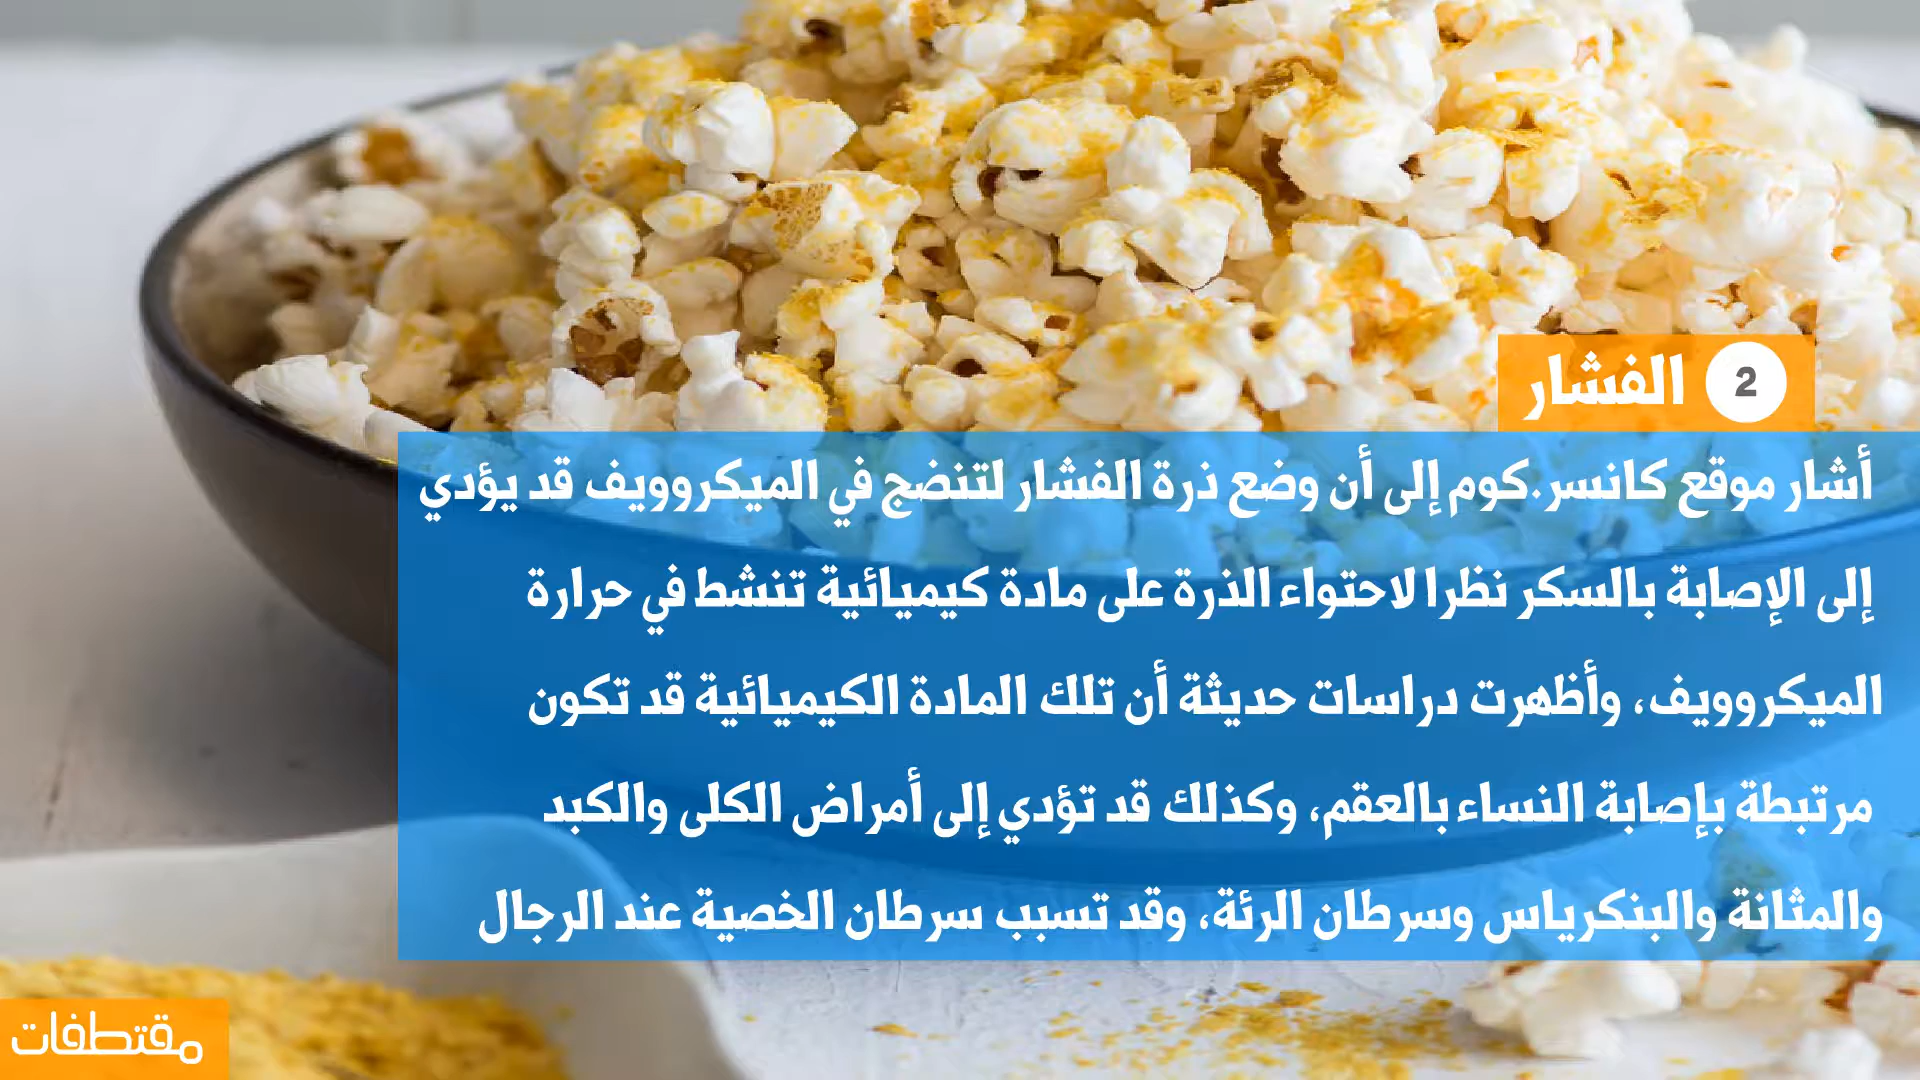 2 الفشار
أشار موقع كانسر.كوم إلى أن وضع ذرة الفشار لتنضج في الميكروويف قد يؤدي
إلى الإصابة بالسكر نظرا لاحتواء الذرة على مادة كيميائية تنشط في حرارة
الميكروويف، وأظهرت دراسات حديثة أن تلك المادة الكيميائية قد تكون
مرتبطة بإصابة النساء بالعقم، وكذلك قد تؤدي إلى أمراض الكلى والكبد
والمثانة والبنكرياس وسرطان الرئة، وقد تسبب سرطان الخصية عند الرجال
مقتطفات